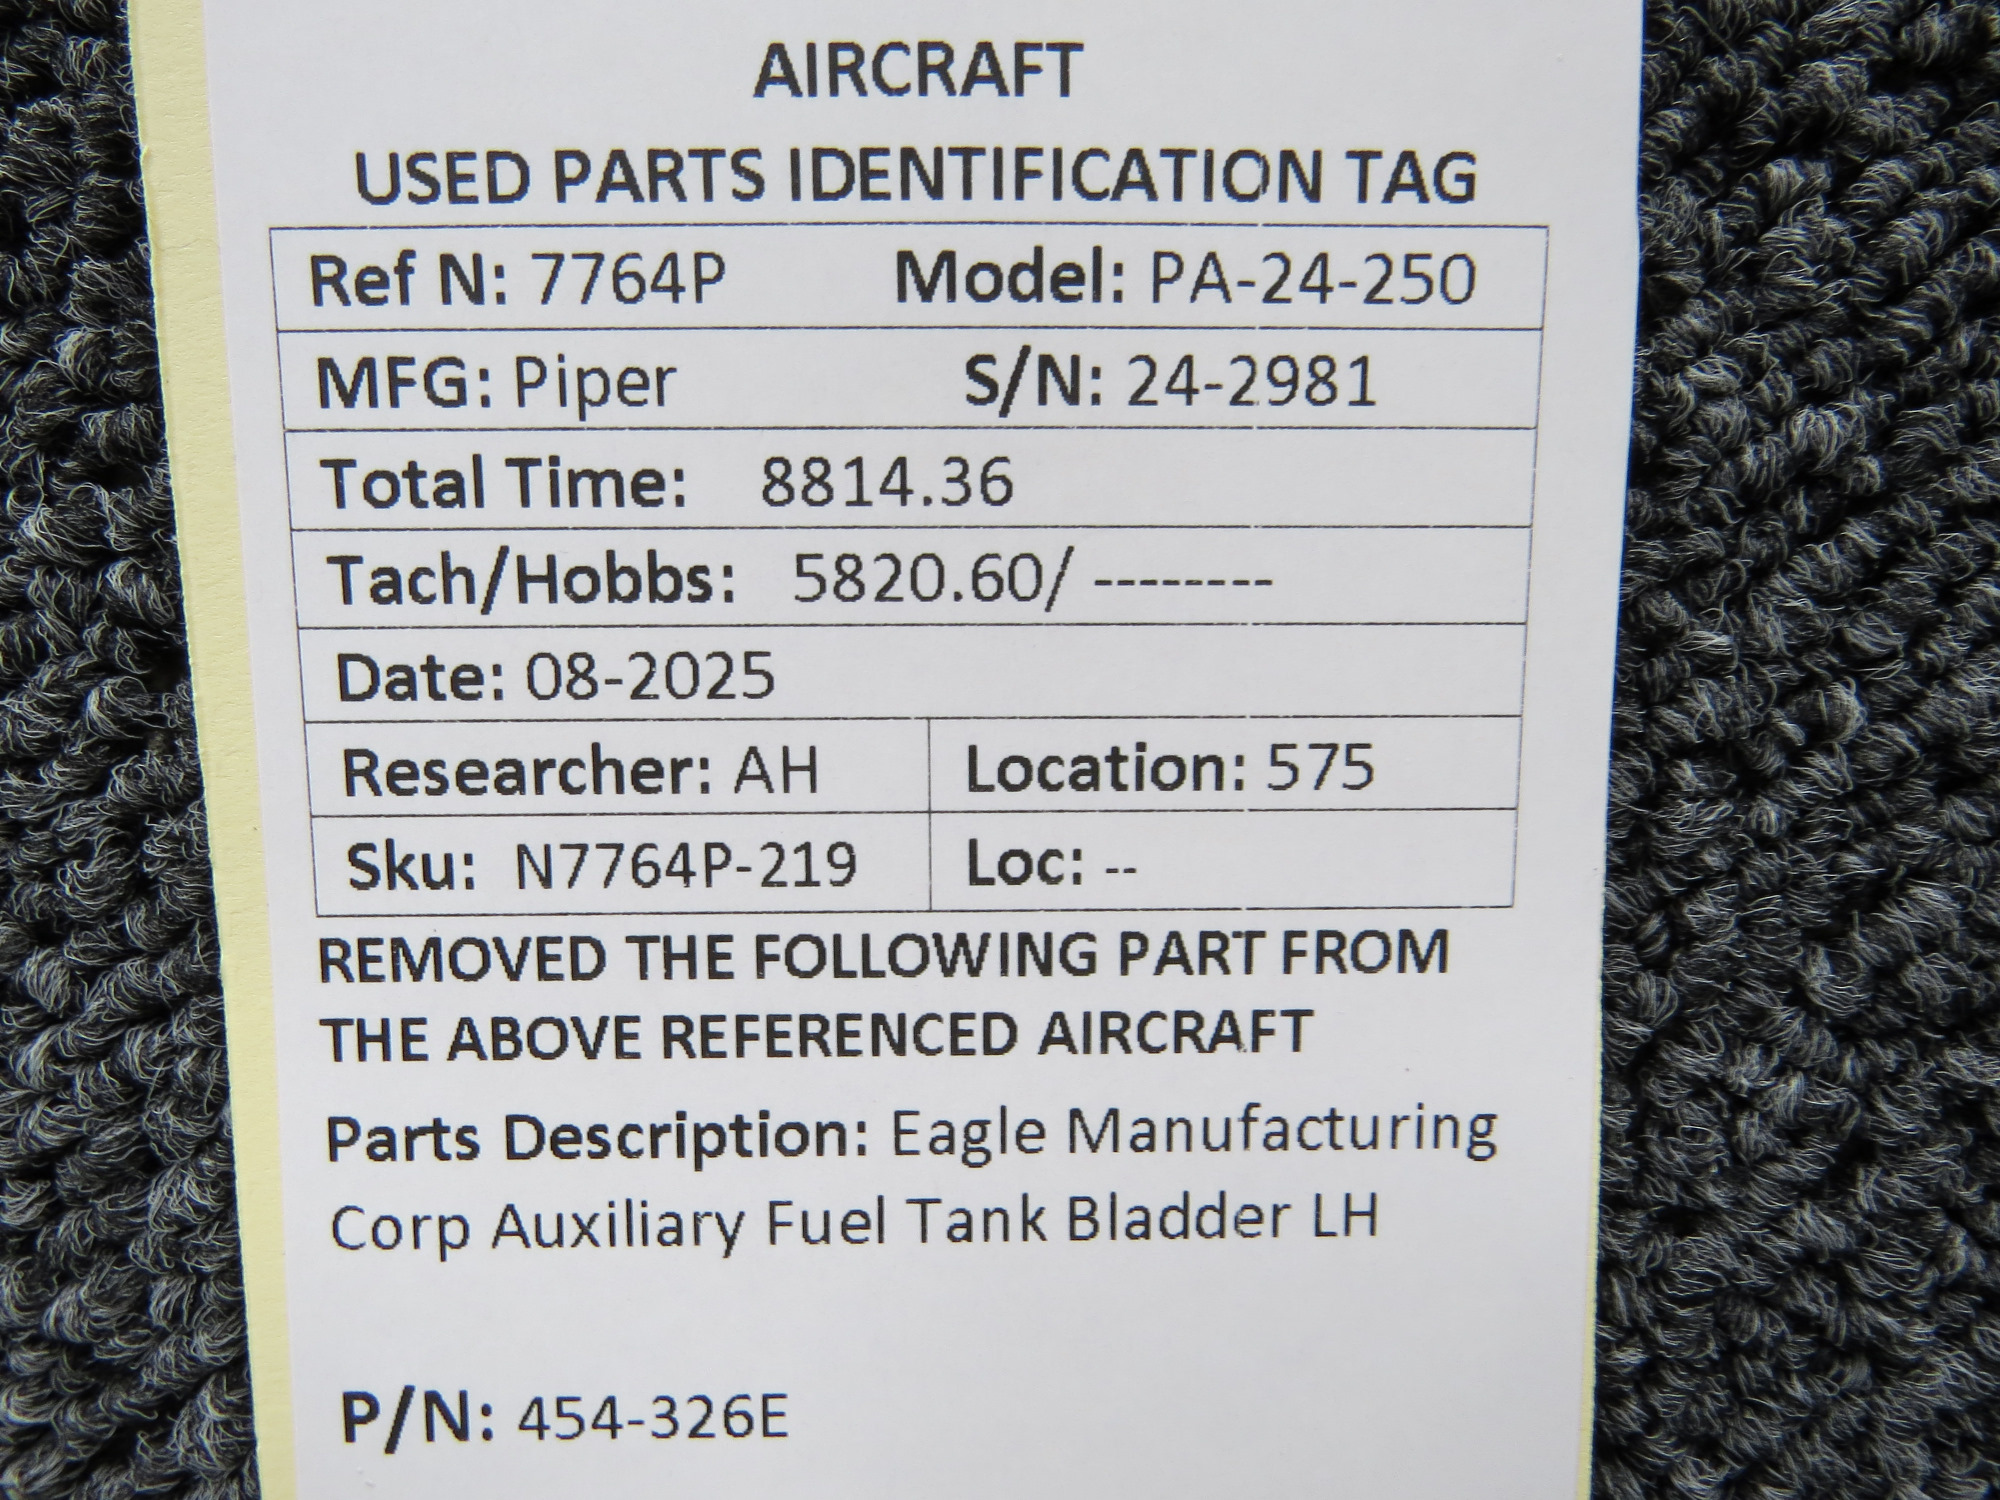 AIRCRAFT
USED PARTS IDENTIFICATION TAG
Ref N: 7764P Model: PA-24-250
MFG: Piper S/N: 24-2981
Total Time: 8814.36
Tach/Hobbs: 5820.60/ --------
Date: 08-2025
Researcher: AH Location: 575
Sku: N7764P-219 Loc: --
REMOVED THE FOLLOWING PART FROM
THE ABOVE REFERENCED AIRCRAFT
Parts Description: Eagle Manufacturing
Corp Auxiliary Fuel Tank Bladder LH
P/N: 454-326E